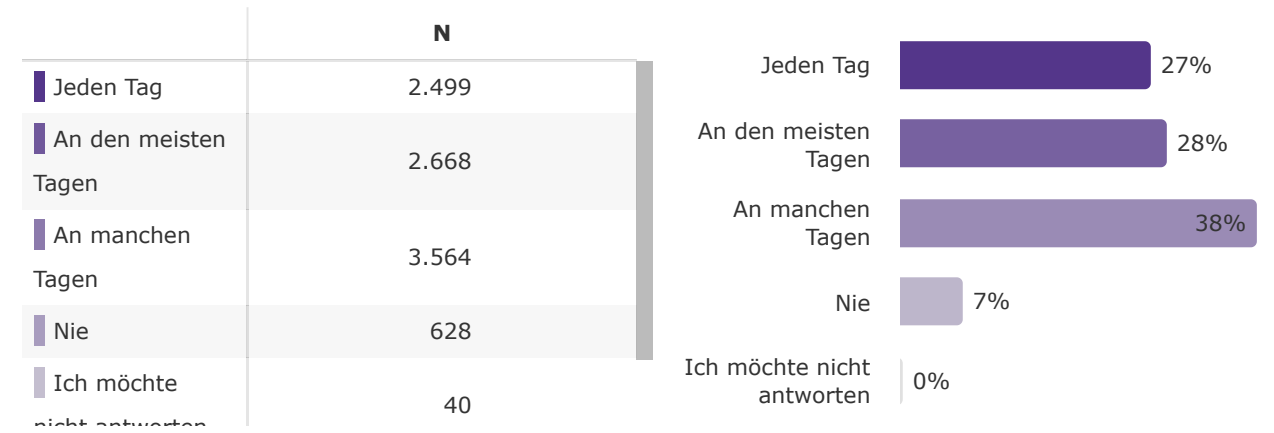 N
Jeden Tag 2.499
An den meisten
Tagen 2.668
An manchen
Tagen 3.564
Nie 628
Ich möchte
nicht antworten 40
Jeden Tag 27%
An den meisten
Tagen 28%
An manchen
Tagen 38%
Nie 7%
Ich möchte nicht
antworten 0%